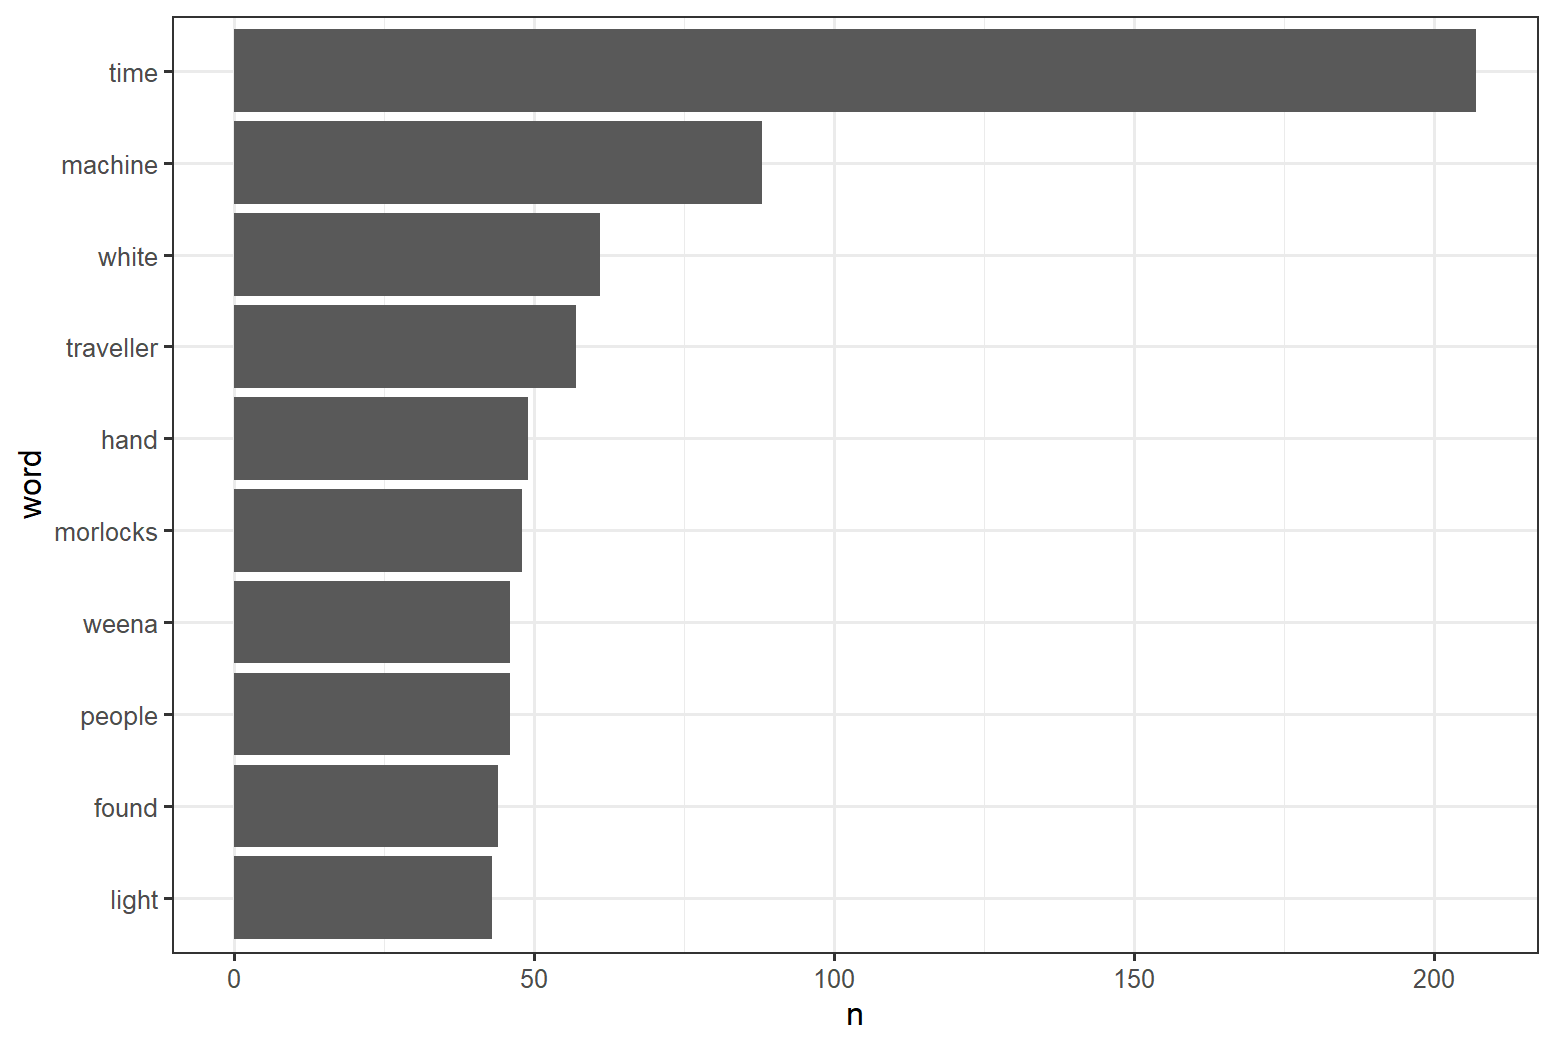 word
time
machine
white
traveller
hand
morlocks
weena
people
found
light
0 50 100 150 200
n